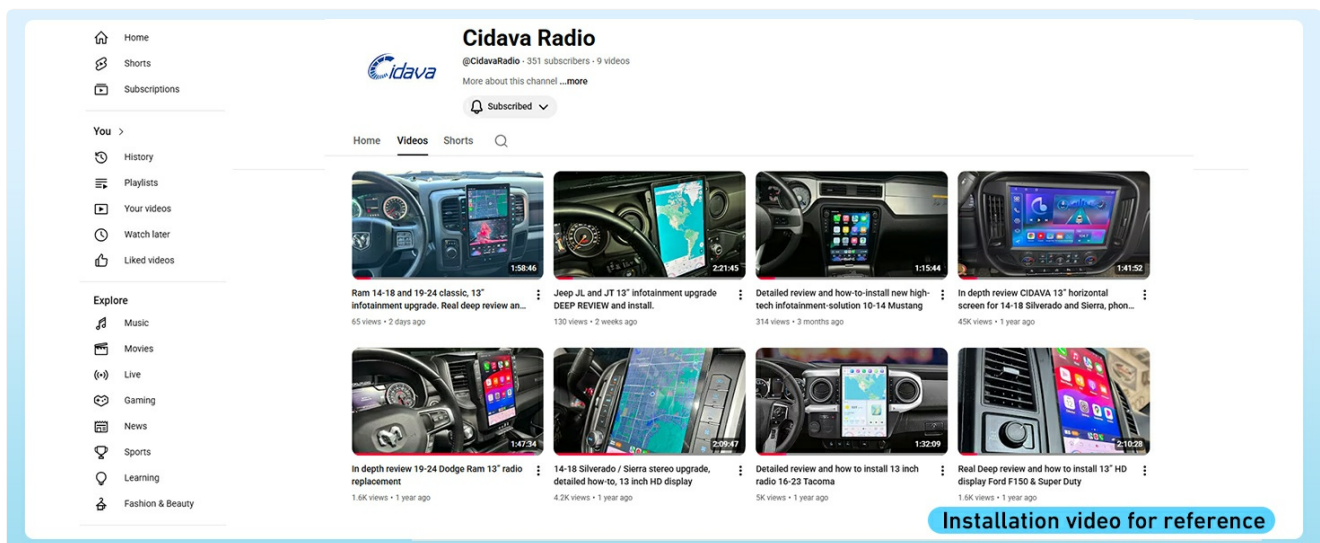 Home
Shorts
Subscriptions
You
History
Playlists
Your videos
Watch later
Liked videos
Explore
Music
Movies
Live
Gaming
News
Sports
Learning
Fashion & Beauty
Cidava
Cidava Radio
@CidavaRadio · 351 subscribers · 9 videos
More about this channel ...more
Subscribed
Home Videos Shorts
1:58:46
Ram 14-18 and 19-24 classic, 13"
infotainment upgrade. Real deep review an...
65 views • 2 days ago
2:21:45
Jeep JL and JT 13" infotainment upgrade
DEEP REVIEW and install.
130 views • 2 weeks ago
1:15:44
Detailed review and how-to-install new high-
tech infotainment-solution 10-14 Mustang
314 views • 3 months ago
1:41:52
In depth review CIDAVA 13" horizontal
screen for 14-18 Silverado and Sierra, phon...
45K views • 1 year ago
1:47:34
In depth review 19-24 Dodge Ram 13" radio
replacement
1.6K views • 1 year ago
2:09:47
14-18 Silverado / Sierra stereo upgrade,
detailed how-to, 13 inch HD display
4.2K views • 1 year ago
1:32:09
Detailed review and how to install 13 inch
radio 16-23 Tacoma
5K views • 1 year ago
2:10:28
Real Deep review and how to install 13" HD
display Ford F150 & Super Duty
1.6K views • 1 year ago
Installation video for reference